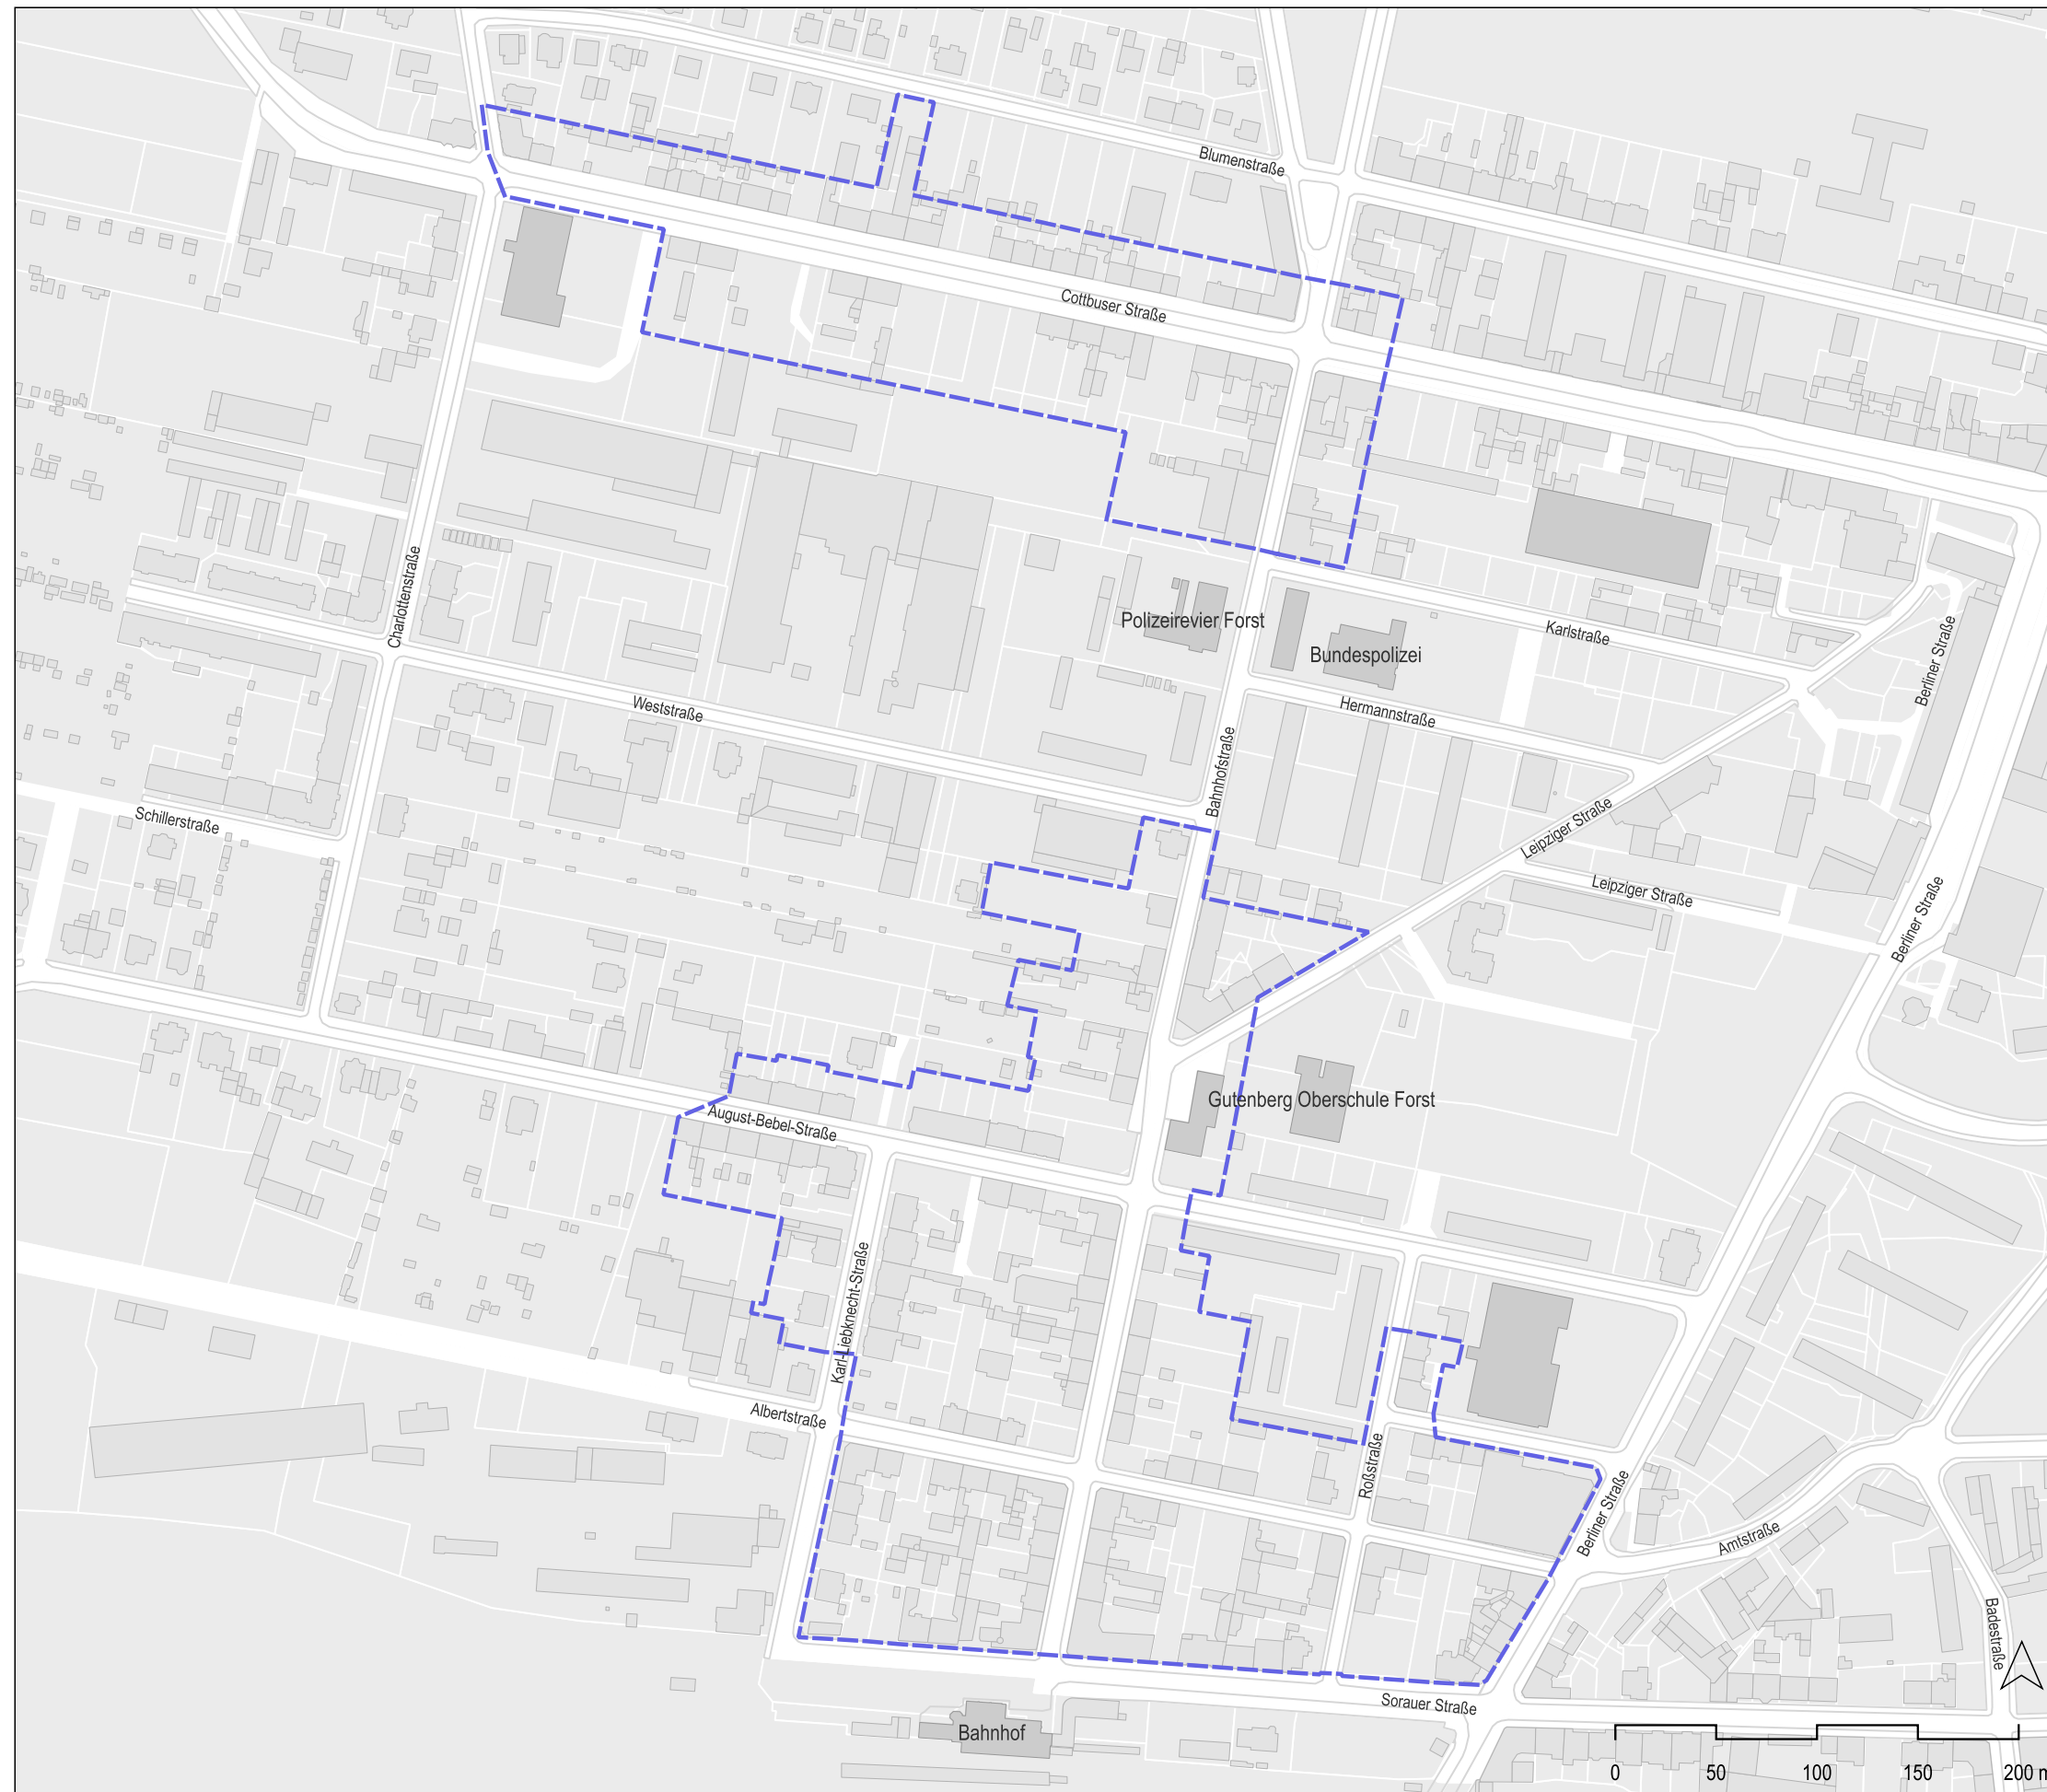 Blumenstraße
Cottbuser Straße
Charlottenstraße
Polizeirevier Forst
Karlstraße
Bundespolizei
Berliner Straße
Weststraße
Hermannstraße
Bahnhofstraße
Schillerstraße
Leipziger Straße
Leipziger Straße
Berliner Straße
Gutenberg Oberschule Forst
August-Bebel-Straße
Karl-Liebknecht-Straße
Albertstraße
Roßstraße
Berliner Straße
Amtstraße
Badestraße
Sorauer Straße
Bahnhof
0 50 100 150 200 m